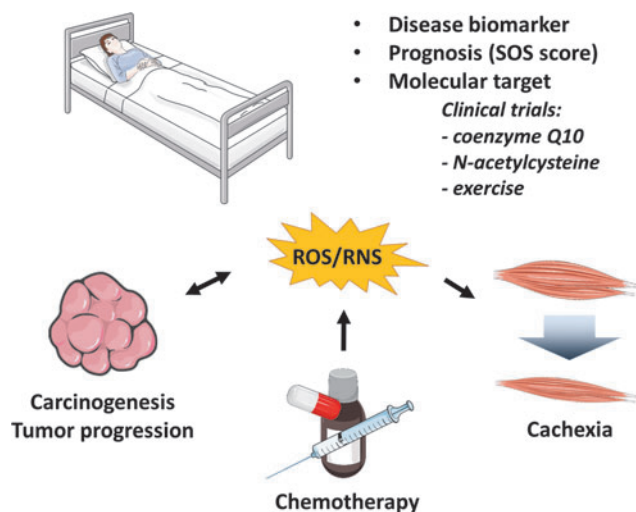 • Disease biomarker
• Prognosis (SOS score)
• Molecular target
Clinical trials:
- coenzyme Q10
- N-acetylcysteine
- exercise
ROS/RNS
Carcinogenesis
Tumor progression
Chemotherapy
Cachexia